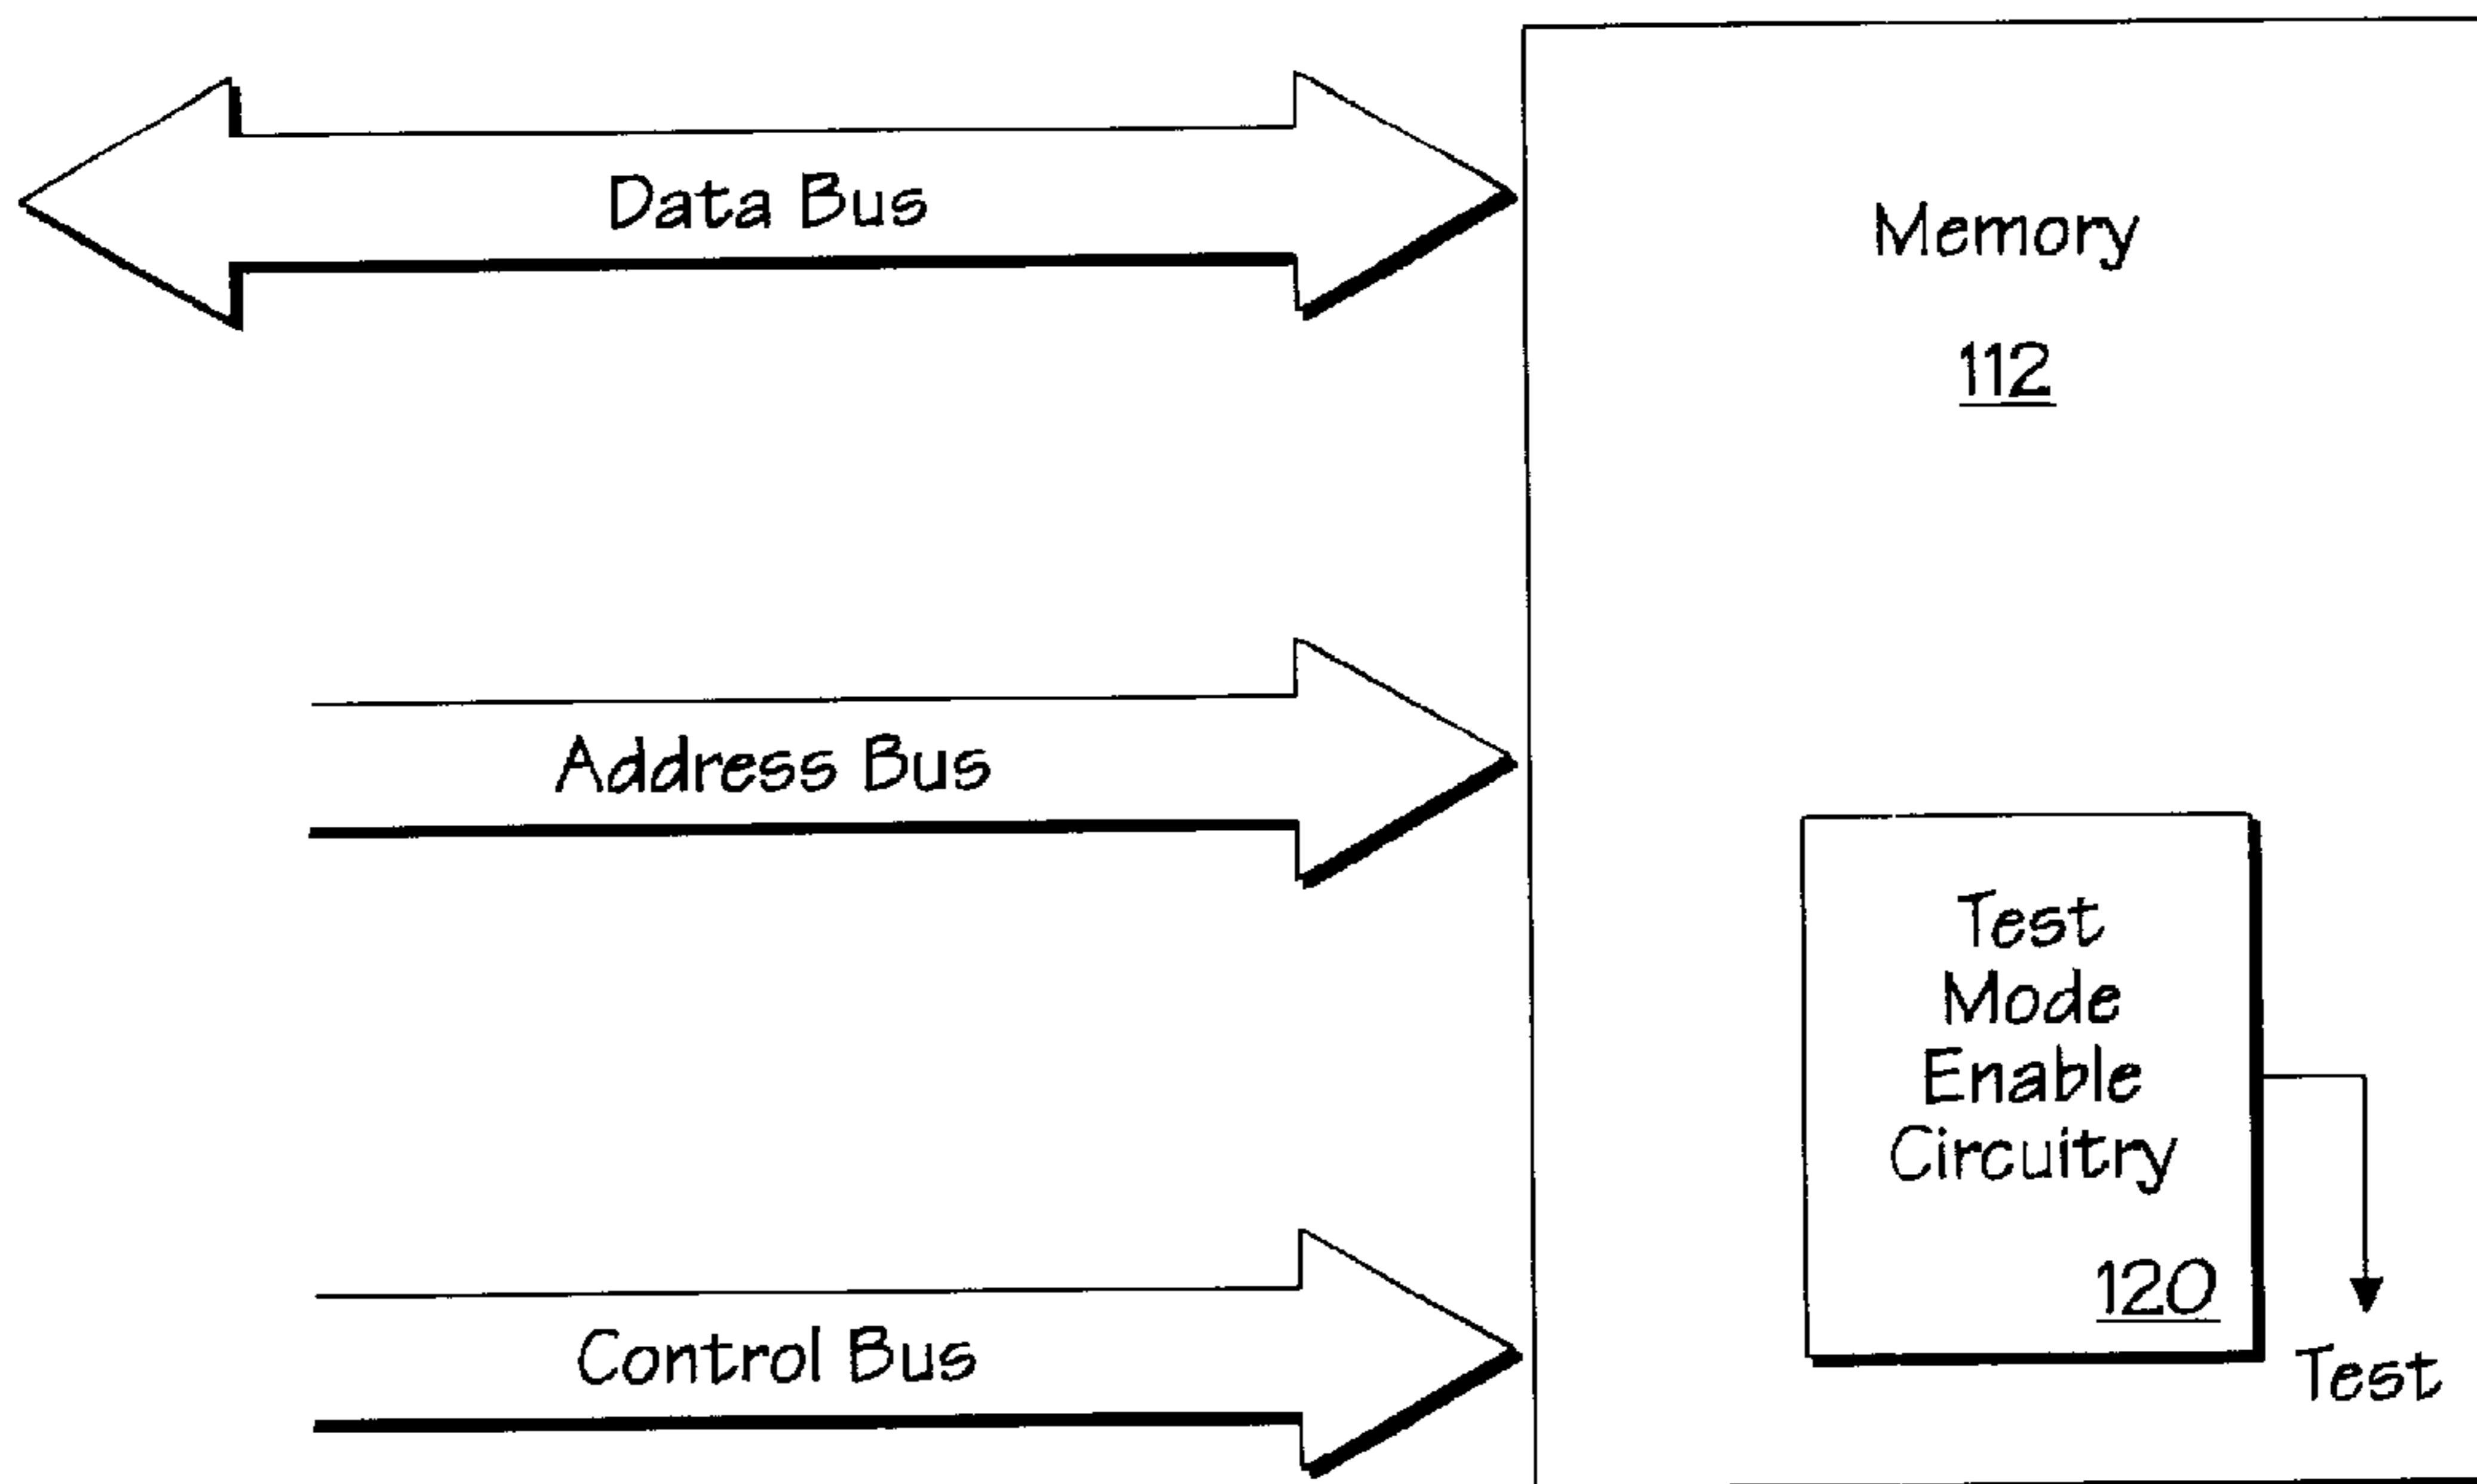 Data Bus
Memory
112
Address Bus
Test
Mode
Enable
Circuitry
120
Control Bus
Test